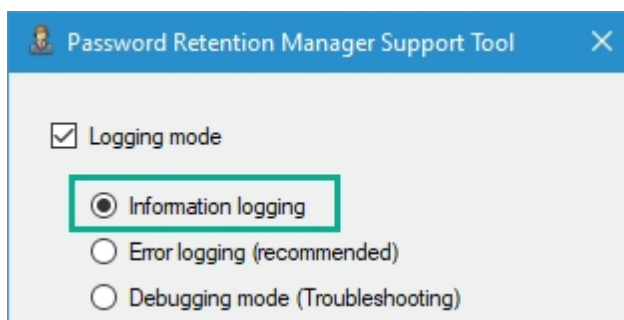 Password Retention Manager Support Tool
Logging mode
Information logging
Error logging (recommended)
Debugging mode (Troubleshooting)